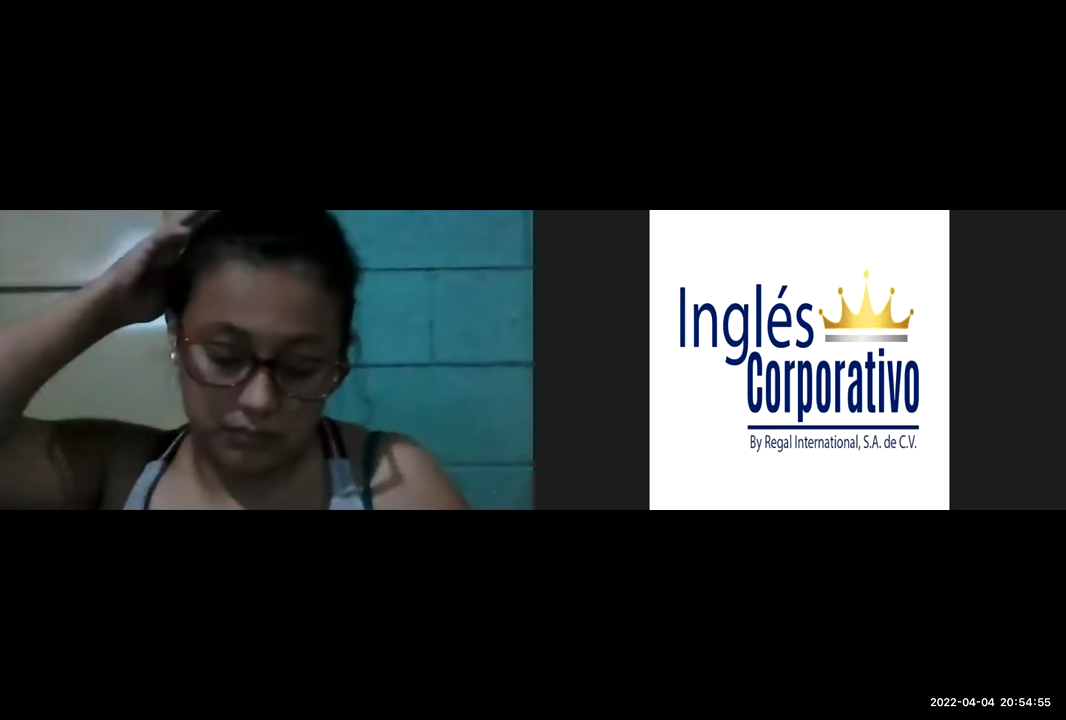 Inglés
Corporativo
By Regal International, S.A. de C.V.
2022-04-04 20:54:55